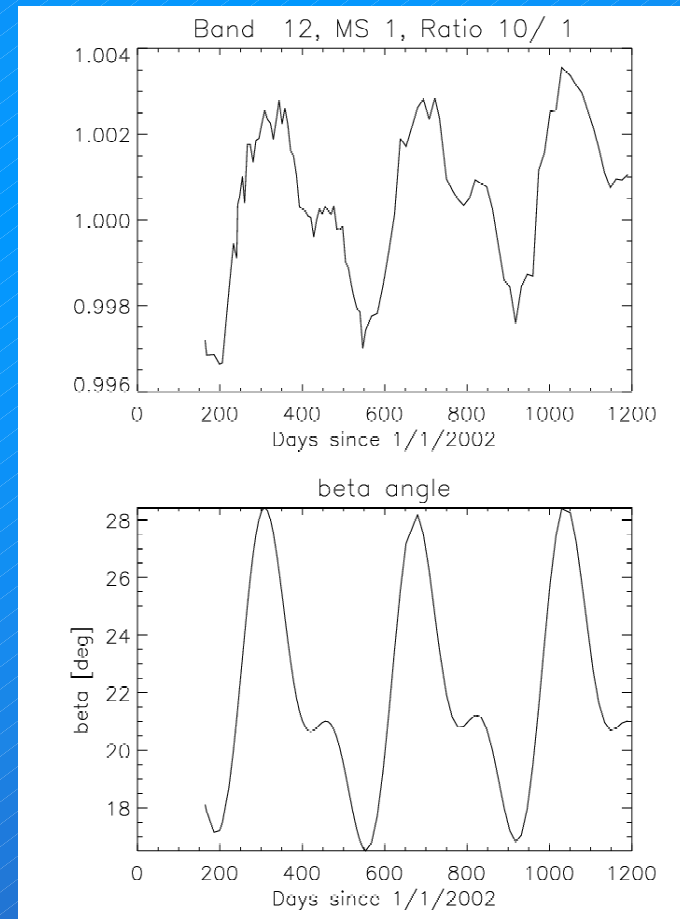 Band 12, MS 1, Ratio 10/ 1
1.004
1.002
1.000
0.998
0.996
0 200 400 600 800 1000 1200
Days since 1/1/2002
beta angle
28
26
24
22
20
18
beta [deg]
0 200 400 600 800 1000 1200
Days since 1/1/2002